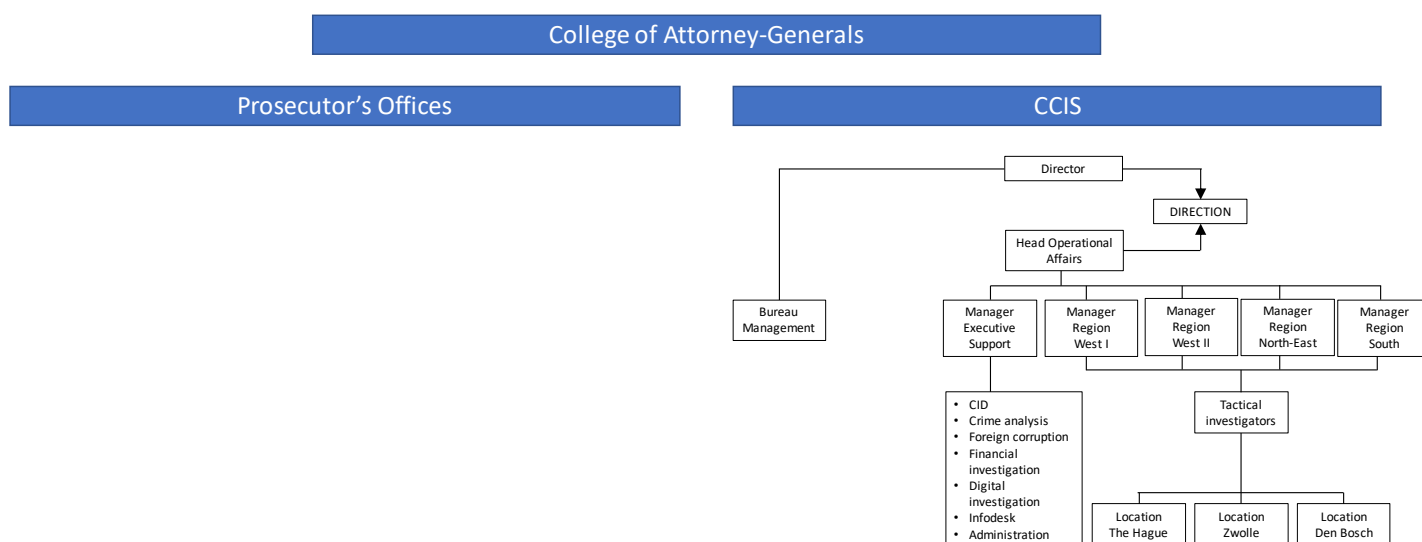 College of Attorney-Generals
Prosecutor's Offices
CCIS
Director
DIRECTION
Head Operational
Affairs
Bureau
Management
Manager
Executive
Support
Manager
Region
West I
Manager
Region
West II
Manager
Region
North-East
Manager
Region
South
• CID
• Crime analysis
• Foreign corruption
• Financial
investigation
• Digital
investigation
• Infodesk
• Administration
Tactical
investigators
Location
The Hague
Location
Zwolle
Location
Den Bosch